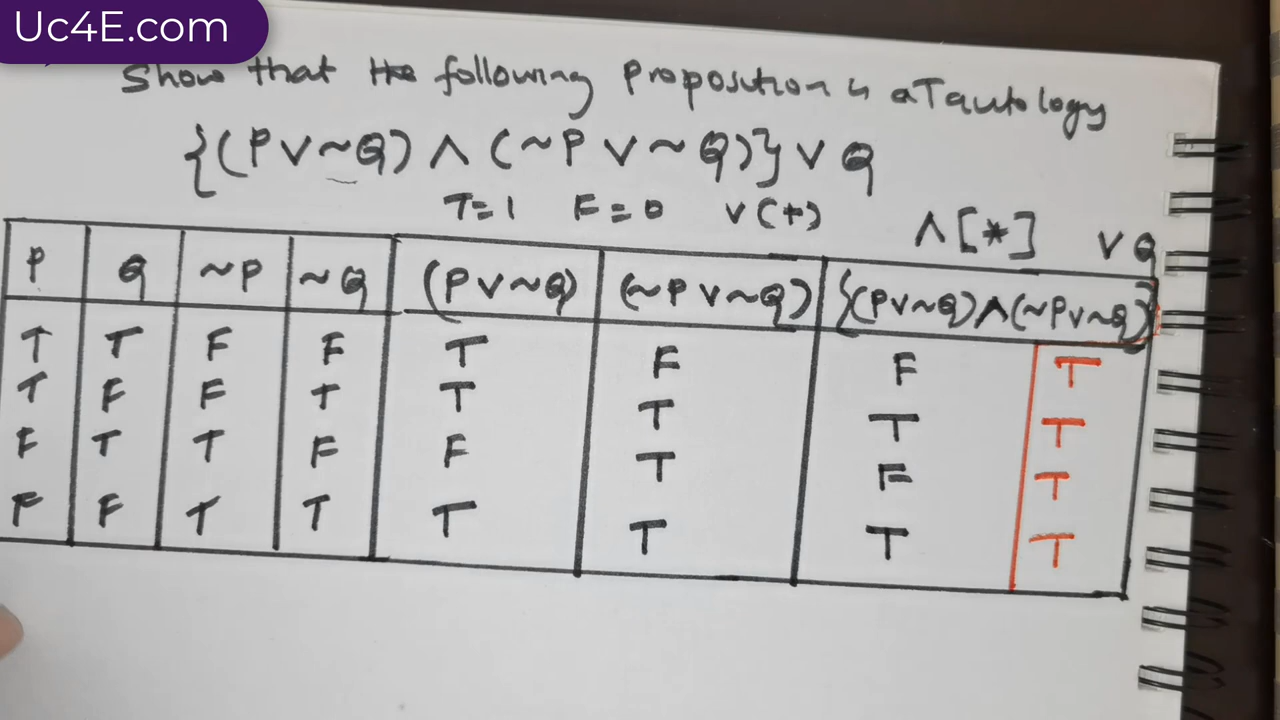 Uc4E.com
Show that the following Proposition is a Tautology
{(P∨~Q) ∧ (~P ∨ ~Q)} ∨ Q
T=1 F=0 ∨(+) ∧[*] ∨Q
P Q ~P ~Q (P∨~Q) (~P∨~Q) {(P∨~Q)∧(~P∨~Q)}
T T F F T F F T
T F F T T T T T
F T T F F T F T
F F T T T T T T